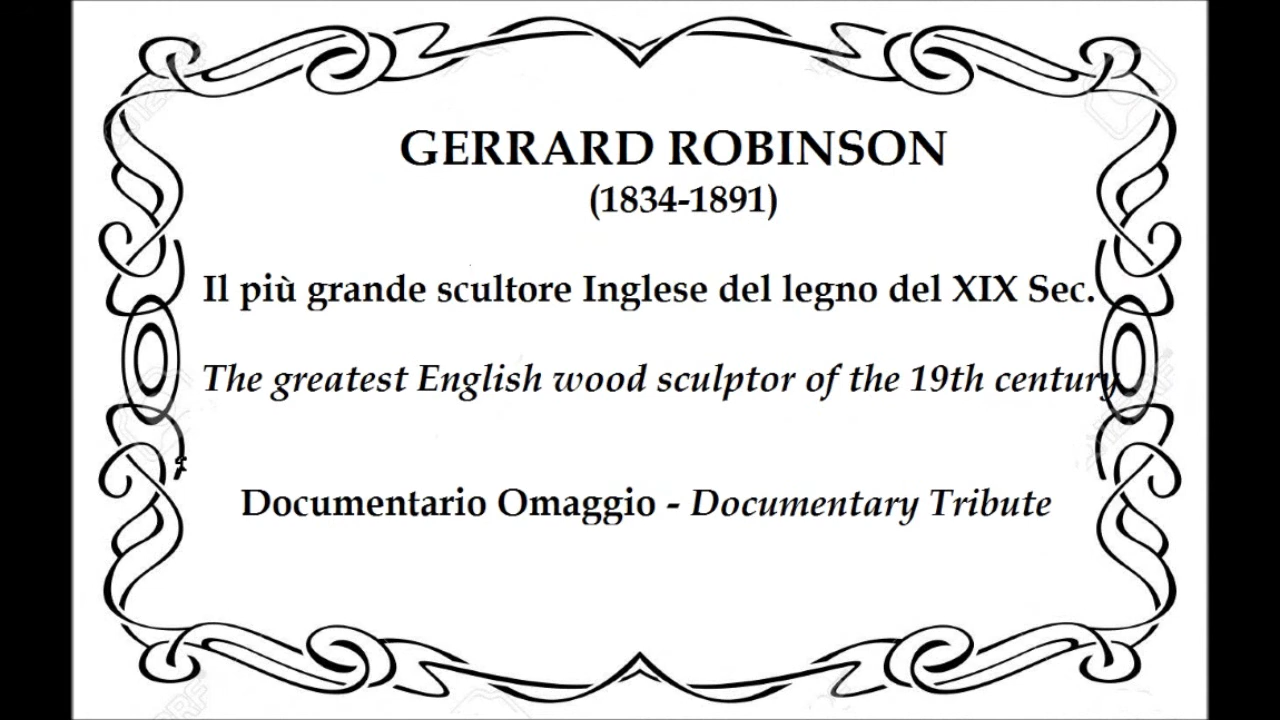 GERRARD ROBINSON
(1834-1891)
Il più grande scultore Inglese del legno del XIX Sec.
The greatest English wood sculptor of the 19th century
Documentario Omaggio - Documentary Tribute